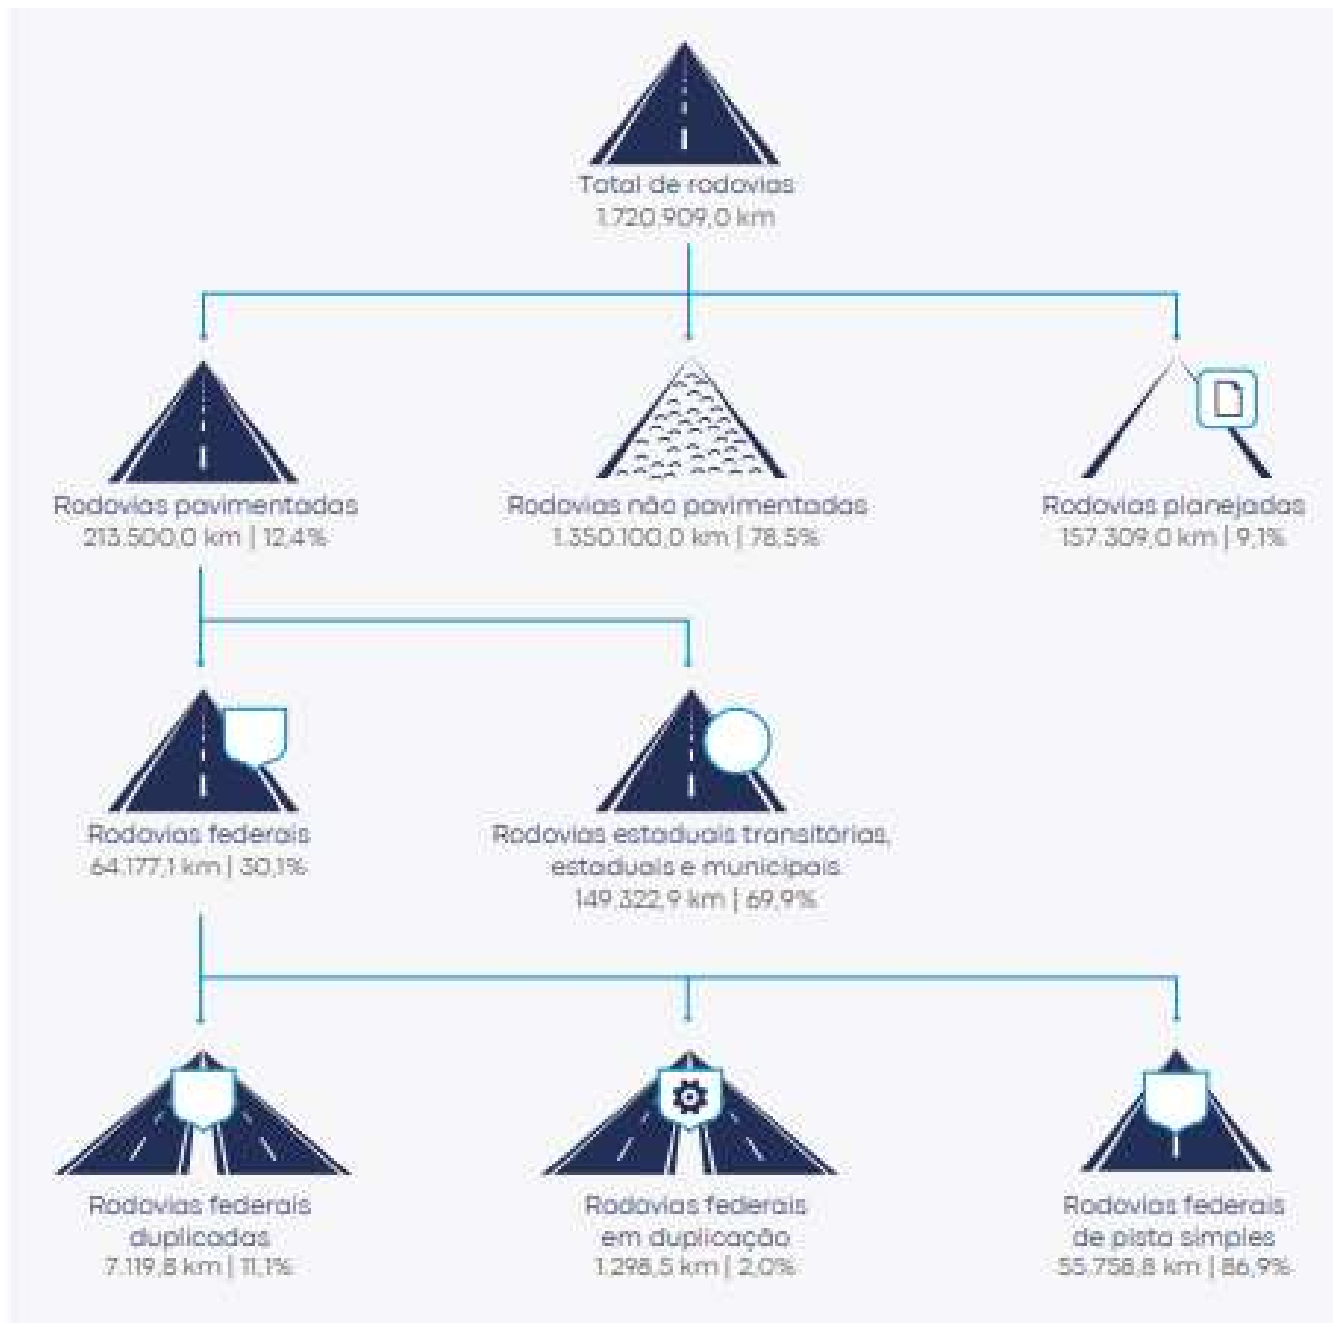 Total de rodovias
1.720.909,0 km
Rodovias pavimentadas
213.500,0 km | 12,4%
Rodovias não pavimentadas
1.350.100,0 km | 78,5%
Rodovias planejadas
157.309,0 km | 9,1%
Rodovias federais
64.177,1 km | 30,1%
Rodovias estaduais transitórias,
estaduais e municipais
149.322,9 km | 69,9%
Rodovias federais
duplicadas
7.119,8 km | 11,1%
Rodovias federais
em duplicação
1.298,5 km | 2,0%
Rodovias federais
de pista simples
55.758,8 km | 86,9%